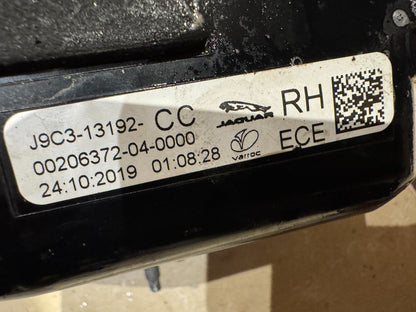 J9C3-13192- CC JAGUAR RH
00206372-04-0000 varroc ECE
24:10:2019 01:08:28